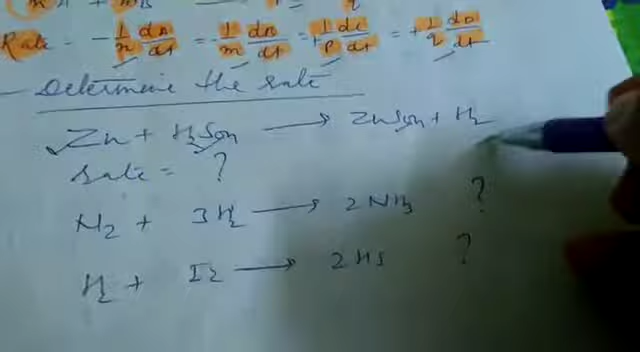 Rate = - 1/n dA/dt = 1/m dB/dt = + 1/p dC/dt = + 1/q dD/dt
Determine the rate
Zn + H2SO4 → ZnSO4 + H2
rate = ?
N2 + 3H2 → 2NH3 ?
H2 + I2 → 2HI ?